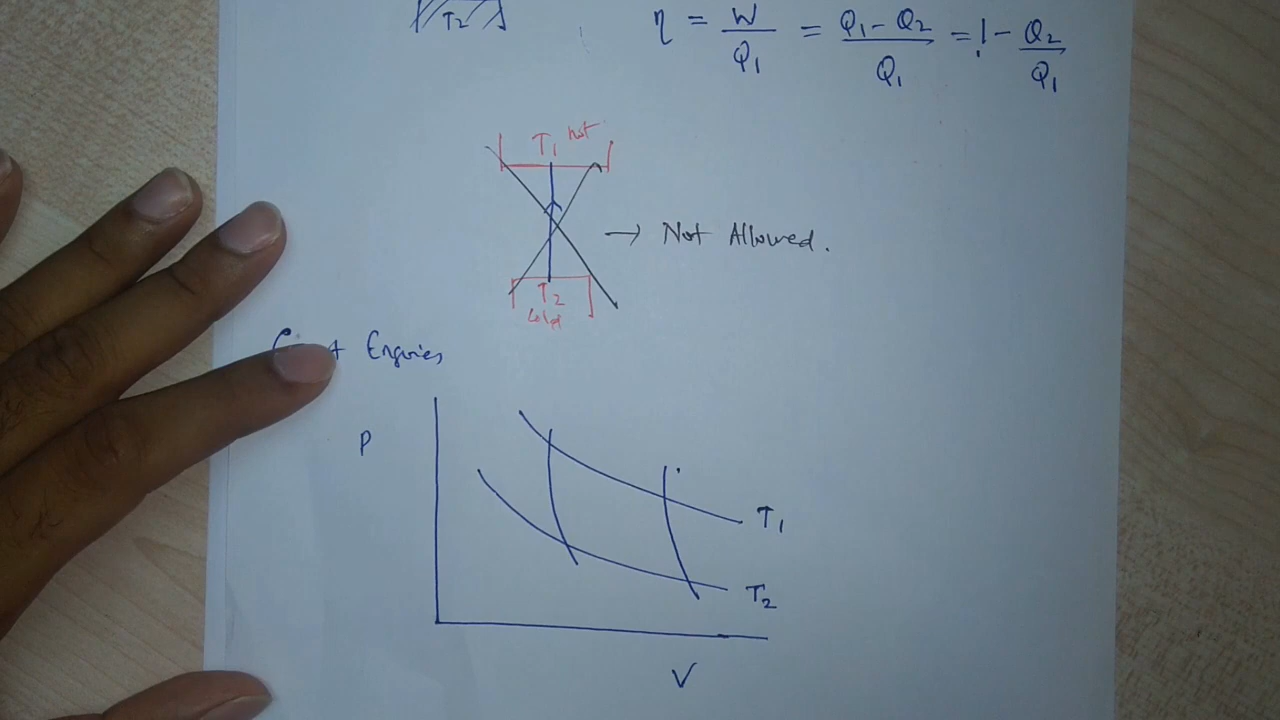 T₂
η = W/Q₁ = (Q₁ - Q₂)/Q₁ = 1 - Q₂/Q₁
T₁ hot
→ Not Allowed.
T₂
cold
Engines
P
T₁
T₂
V